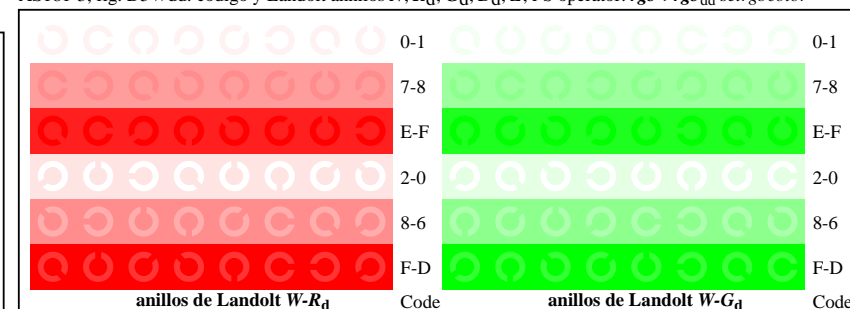 0-1 0-1
7-8 7-8
E-F E-F
2-0 2-0
8-6 8-6
F-D F-D
anillos de Landolt W-Rd Code anillos de Landolt W-Gd Code